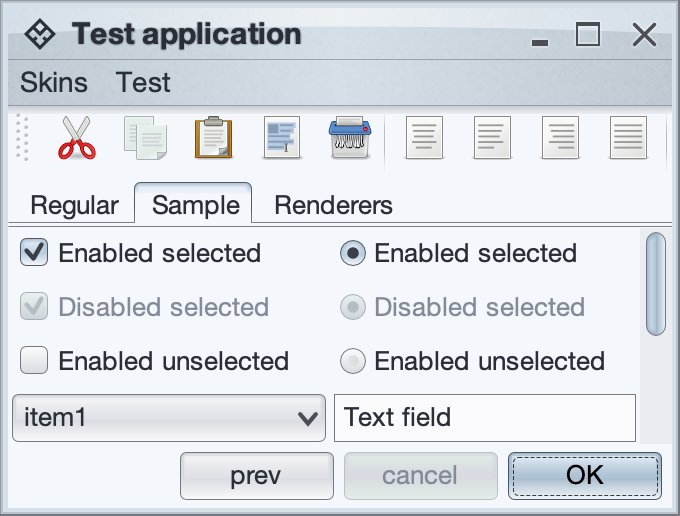 Test application
Skins Test
Regular Sample Renderers
Enabled selected Enabled selected
Disabled selected Disabled selected
Enabled unselected Enabled unselected
item1 Text field
prev cancel OK